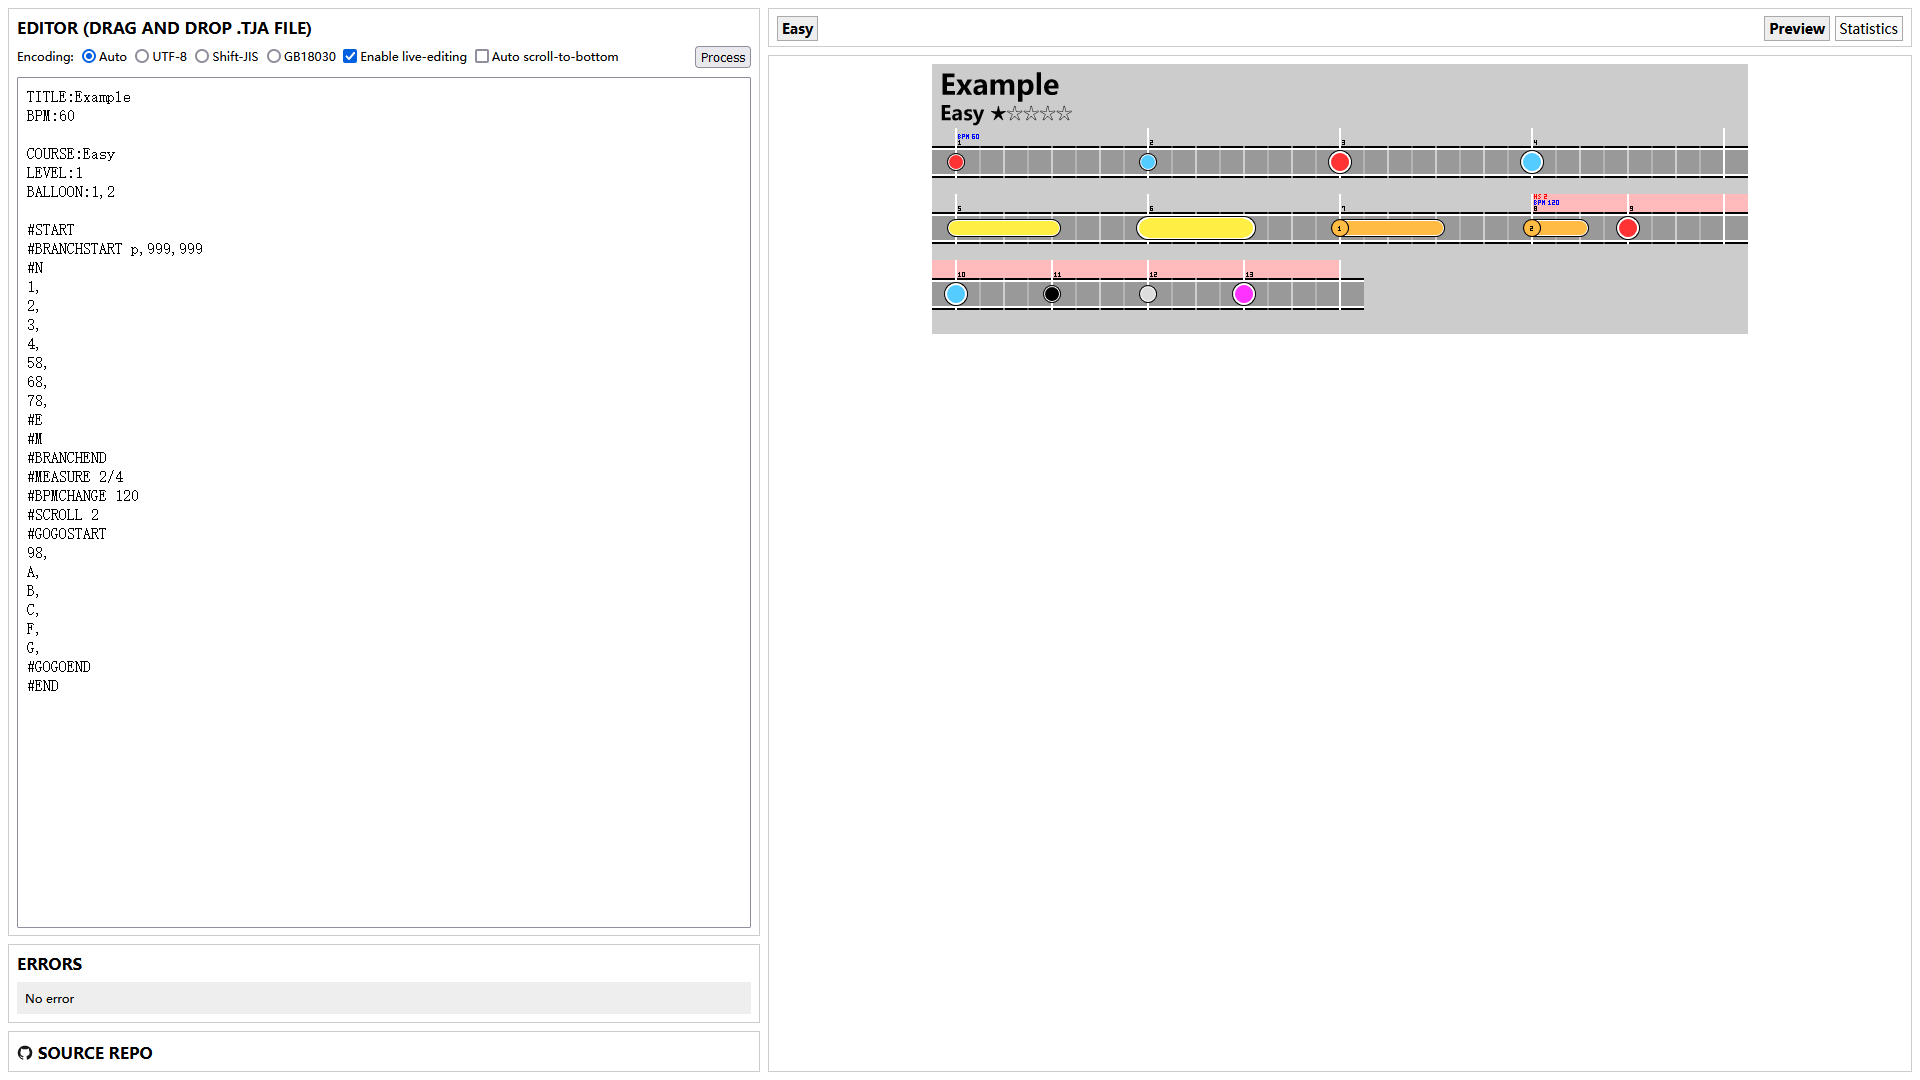 EDITOR (DRAG AND DROP .TJA FILE)
Encoding: Auto UTF-8 Shift-JIS GB18030 Enable live-editing Auto scroll-to-bottom Process
TITLE:Example
BPM:60
COURSE:Easy
LEVEL:1
BALLOON:1,2
#START
#BRANCHSTART p,999,999
#N
1,
2,
3,
4,
58,
68,
78,
#E
#M
#BRANCHEND
#MEASURE 2/4
#BPMCHANGE 120
#SCROLL 2
#GOGOSTART
98,
A,
B,
C,
F,
G,
#GOGOEND
#END
ERRORS
No error
SOURCE REPO
Easy
Preview Statistics
Example
Easy ★☆☆☆☆
BPM 60
1 2 3 4
HS 2
BPM 120
5 6 7 8 9
1 2
10 11 12 13